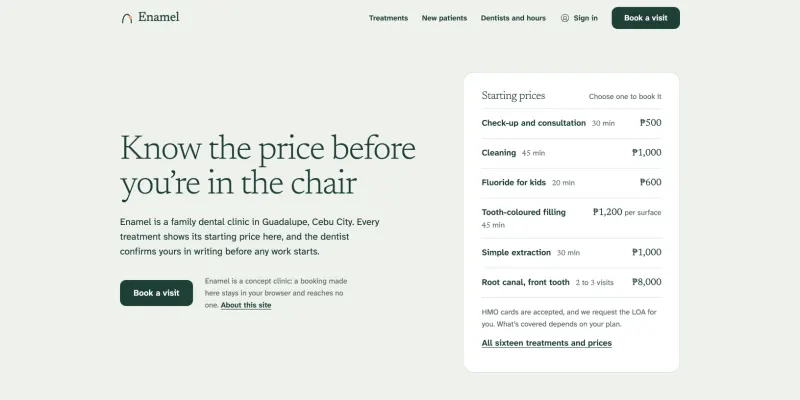 Enamel
Treatments
New patients
Dentists and hours
Sign in
Book a visit
Know the price before
you're in the chair
Enamel is a family dental clinic in Guadalupe, Cebu City. Every
treatment shows its starting price here, and the dentist
confirms yours in writing before any work starts.
Book a visit
Enamel is a concept clinic: a booking made
here stays in your browser and reaches no
one. About this site
Starting prices
Choose one to book it
Check-up and consultation 30 min ₱500
Cleaning 45 min ₱1,000
Fluoride for kids 20 min ₱600
Tooth-coloured filling ₱1,200 per surface
45 min
Simple extraction 30 min ₱1,000
Root canal, front tooth 2 to 3 visits ₱8,000
HMO cards are accepted, and we request the LOA for
you. What's covered depends on your plan.
All sixteen treatments and prices